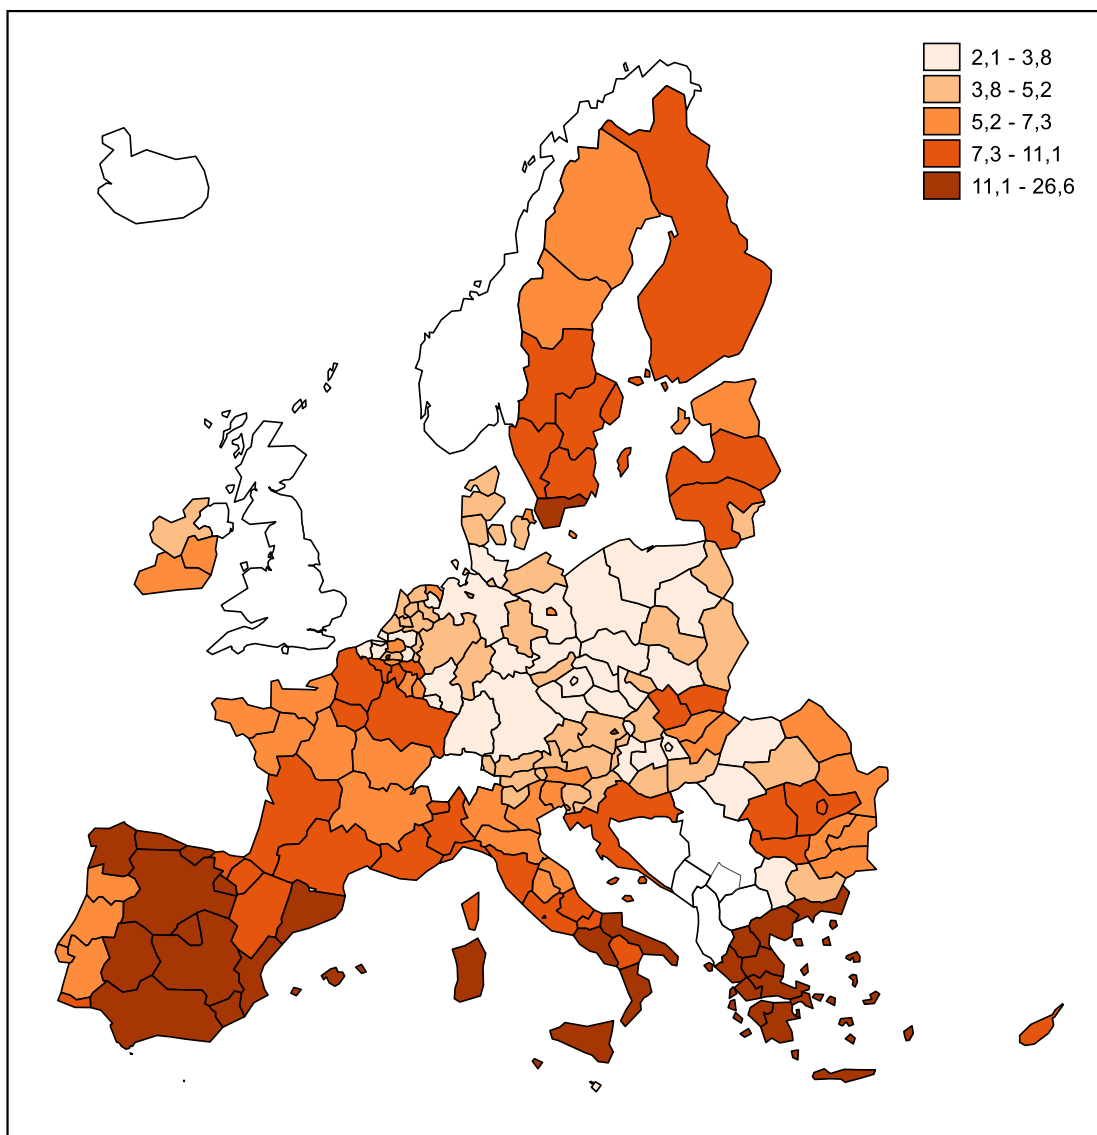 2,1 - 3,8
3,8 - 5,2
5,2 - 7,3
7,3 - 11,1
11,1 - 26,6